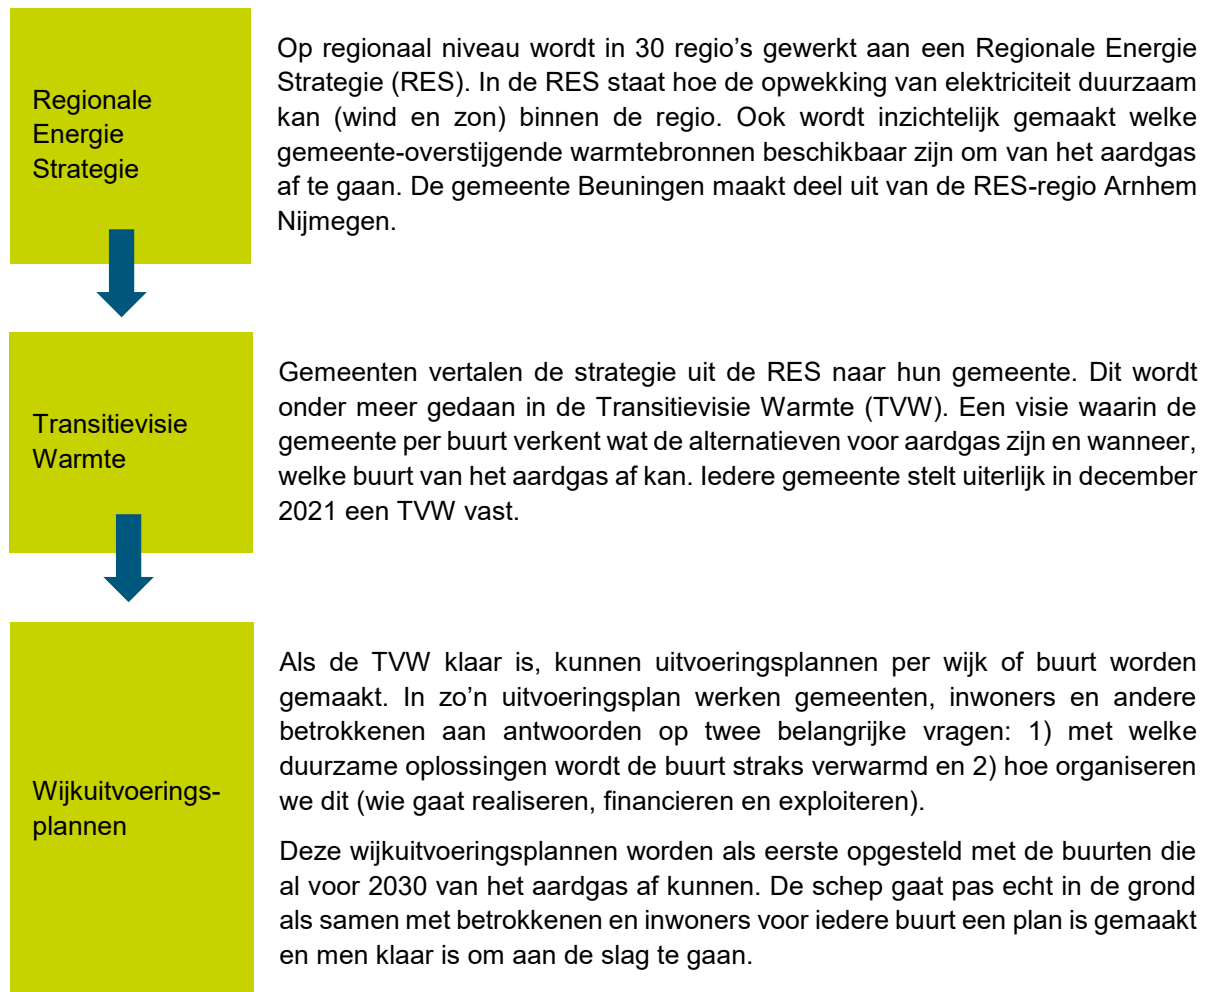 Regionale
Energie
Strategie
Op regionaal niveau wordt in 30 regio’s gewerkt aan een Regionale Energie
Strategie (RES). In de RES staat hoe de opwekking van elektriciteit duurzaam
kan (wind en zon) binnen de regio. Ook wordt inzichtelijk gemaakt welke
gemeente-overstijgende warmtebronnen beschikbaar zijn om van het aardgas
af te gaan. De gemeente Beuningen maakt deel uit van de RES-regio Arnhem
Nijmegen.
Transitievisie
Warmte
Gemeenten vertalen de strategie uit de RES naar hun gemeente. Dit wordt
onder meer gedaan in de Transitievisie Warmte (TVW). Een visie waarin de
gemeente per buurt verkent wat de alternatieven voor aardgas zijn en wanneer,
welke buurt van het aardgas af kan. Iedere gemeente stelt uiterlijk in december
2021 een TVW vast.
Wijkuitvoerings-
plannen
Als de TVW klaar is, kunnen uitvoeringsplannen per wijk of buurt worden
gemaakt. In zo’n uitvoeringsplan werken gemeenten, inwoners en andere
betrokkenen aan antwoorden op twee belangrijke vragen: 1) met welke
duurzame oplossingen wordt de buurt straks verwarmd en 2) hoe organiseren
we dit (wie gaat realiseren, financieren en exploiteren).
Deze wijkuitvoeringsplannen worden als eerste opgesteld met de buurten die
al voor 2030 van het aardgas af kunnen. De schep gaat pas echt in de grond
als samen met betrokkenen en inwoners voor iedere buurt een plan is gemaakt
en men klaar is om aan de slag te gaan.